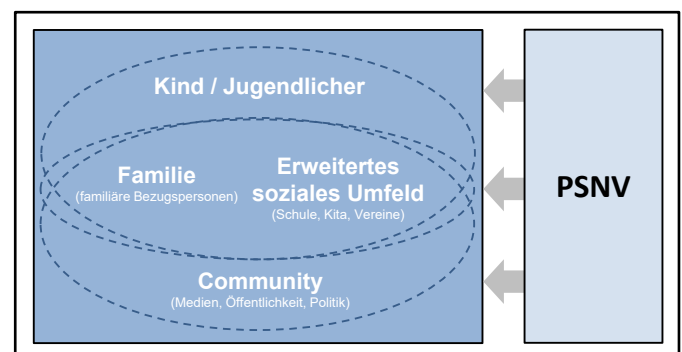 Kind / Jugendlicher
Familie
(familiäre Bezugspersonen)
Erweitertes
soziales Umfeld
(Schule, Kita, Vereine)
Community
(Medien, Öffentlichkeit, Politik)
PSNV